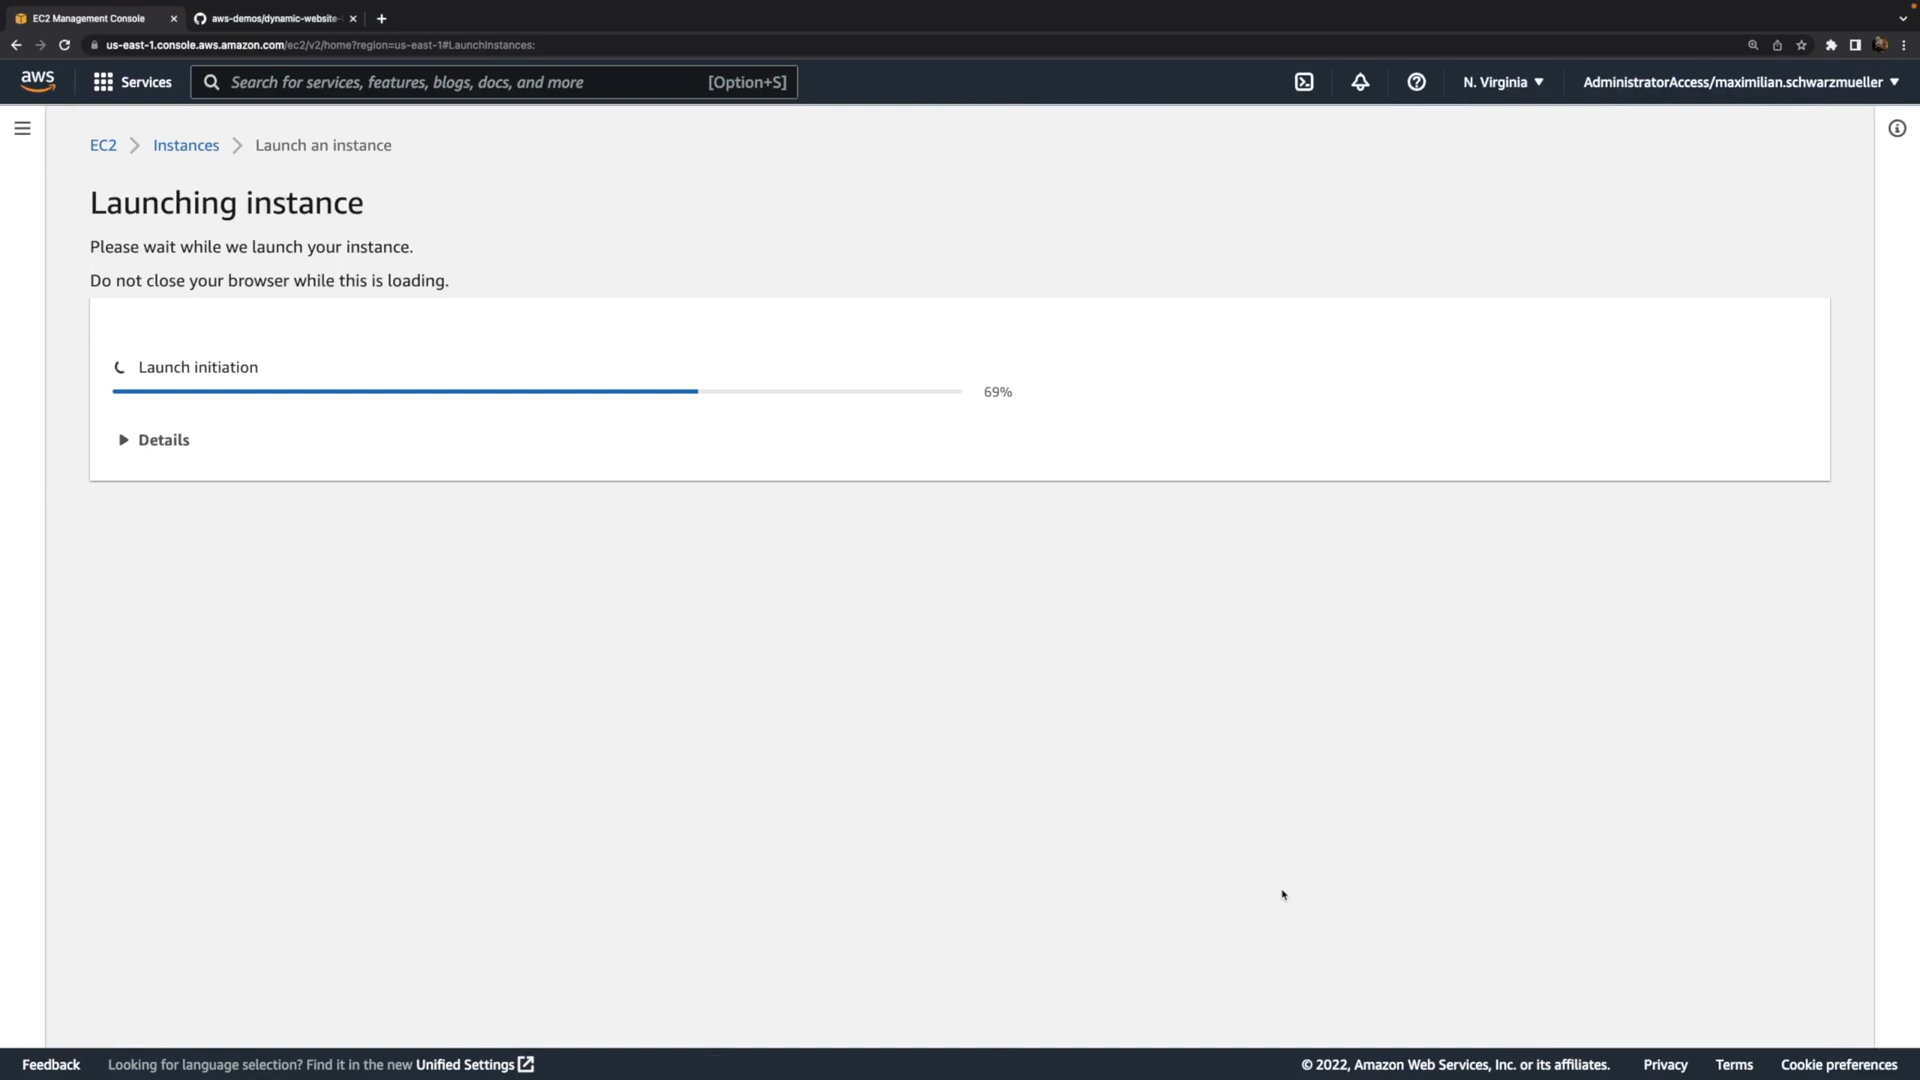 EC2 Management Console
aws-demos/dynamic-website-
us-east-1.console.aws.amazon.com/ec2/v2/home?region=us-east-1#LaunchInstances:
aws
Services
Search for services, features, blogs, docs, and more
[Option+S]
N. Virginia
AdministratorAccess/maximilian.schwarzmueller
EC2
Instances
Launch an instance
Launching instance
Please wait while we launch your instance.
Do not close your browser while this is loading.
Launch initiation
69%
Details
Feedback
Looking for language selection? Find it in the new Unified Settings
© 2022, Amazon Web Services, Inc. or its affiliates.
Privacy
Terms
Cookie preferences